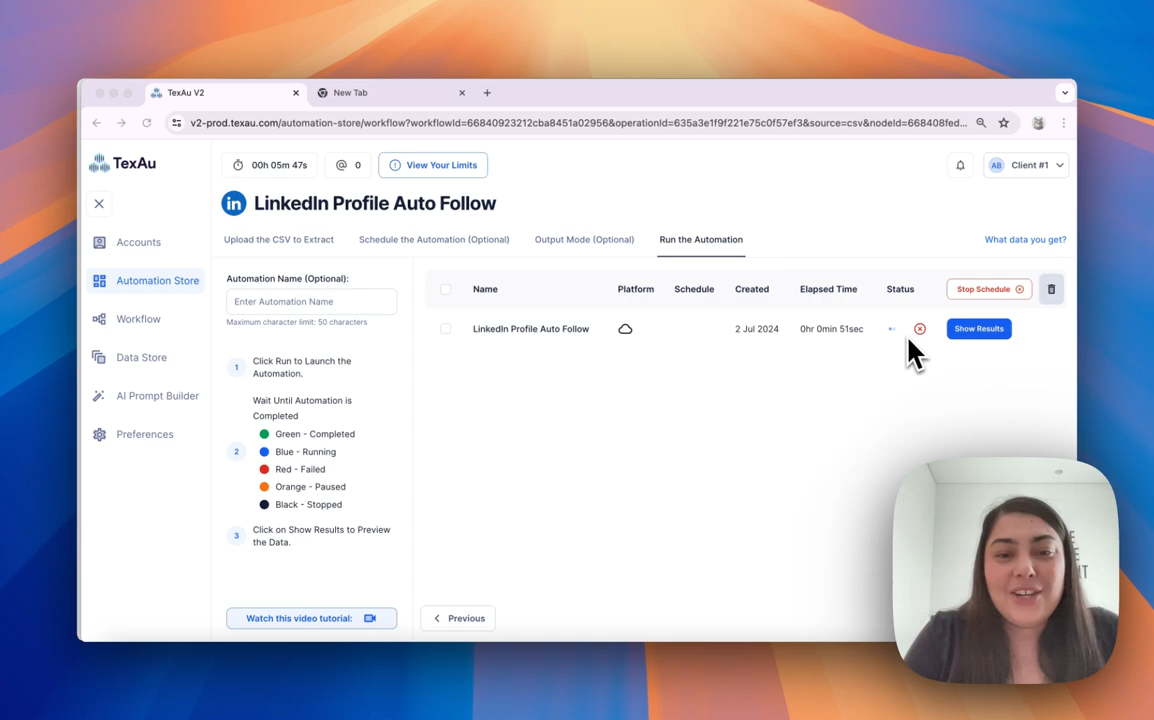 TexAu V2
New Tab
v2-prod.texau.com/automation-store/workflow?workflowId=66840923212cba8451a02956&operationId=635a3e1f9f221e75c0f57ef3&source=csv&nodeId=668408fed...
TexAu
00h 05m 47s
0
View Your Limits
AB
Client #1
in
LinkedIn Profile Auto Follow
Accounts
Automation Store
Workflow
Data Store
AI Prompt Builder
Preferences
Upload the CSV to Extract
Schedule the Automation (Optional)
Output Mode (Optional)
Run the Automation
What data you get?
Automation Name (Optional):
Enter Automation Name
Maximum character limit: 50 characters
1
Click Run to Launch the
Automation.
Wait Until Automation is
Completed
2
Green - Completed
Blue - Running
Red - Failed
Orange - Paused
Black - Stopped
3
Click on Show Results to Preview
the Data.
Watch this video tutorial:
Name Platform Schedule Created Elapsed Time Status Stop Schedule
LinkedIn Profile Auto Follow 2 Jul 2024 0hr 0min 51sec Show Results
Previous